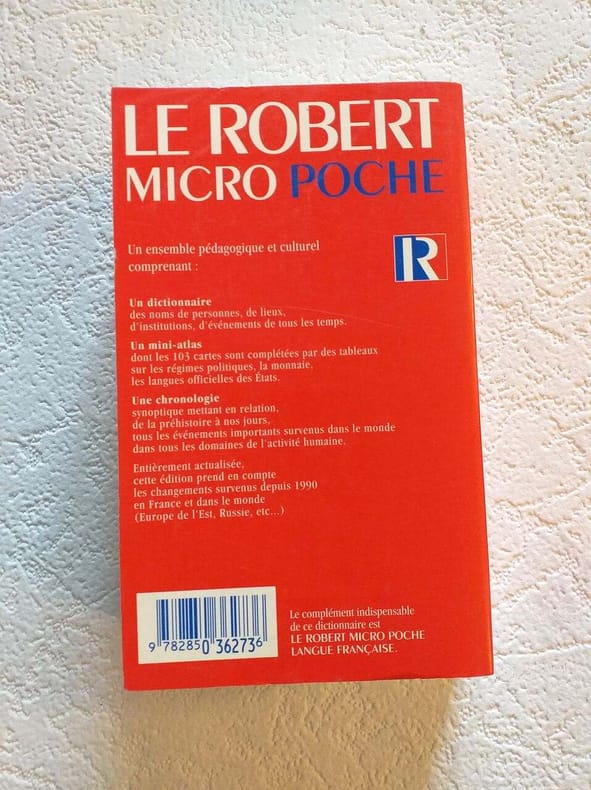 LE ROBERT
MICRO POCHE
Un ensemble pédagogique et culturel
comprenant :
R
Un dictionnaire
des noms de personnes, de lieux,
d'institutions, d'événements de tous les temps.
Un mini-atlas
dont les 103 cartes sont complétées par des tableaux
sur les régimes politiques, la monnaie,
les langues officielles des États.
Une chronologie
synoptique mettant en relation,
de la préhistoire à nos jours,
tous les événements importants survenus dans le monde
dans tous les domaines de l'activité humaine.
Entièrement actualisée,
cette édition prend en compte
les changements survenus depuis 1990
en France et dans le monde
(Europe de l'Est, Russie, etc...)
9 782850 362736
Le complément indispensable
de ce dictionnaire est
LE ROBERT MICRO POCHE
LANGUE FRANÇAISE.